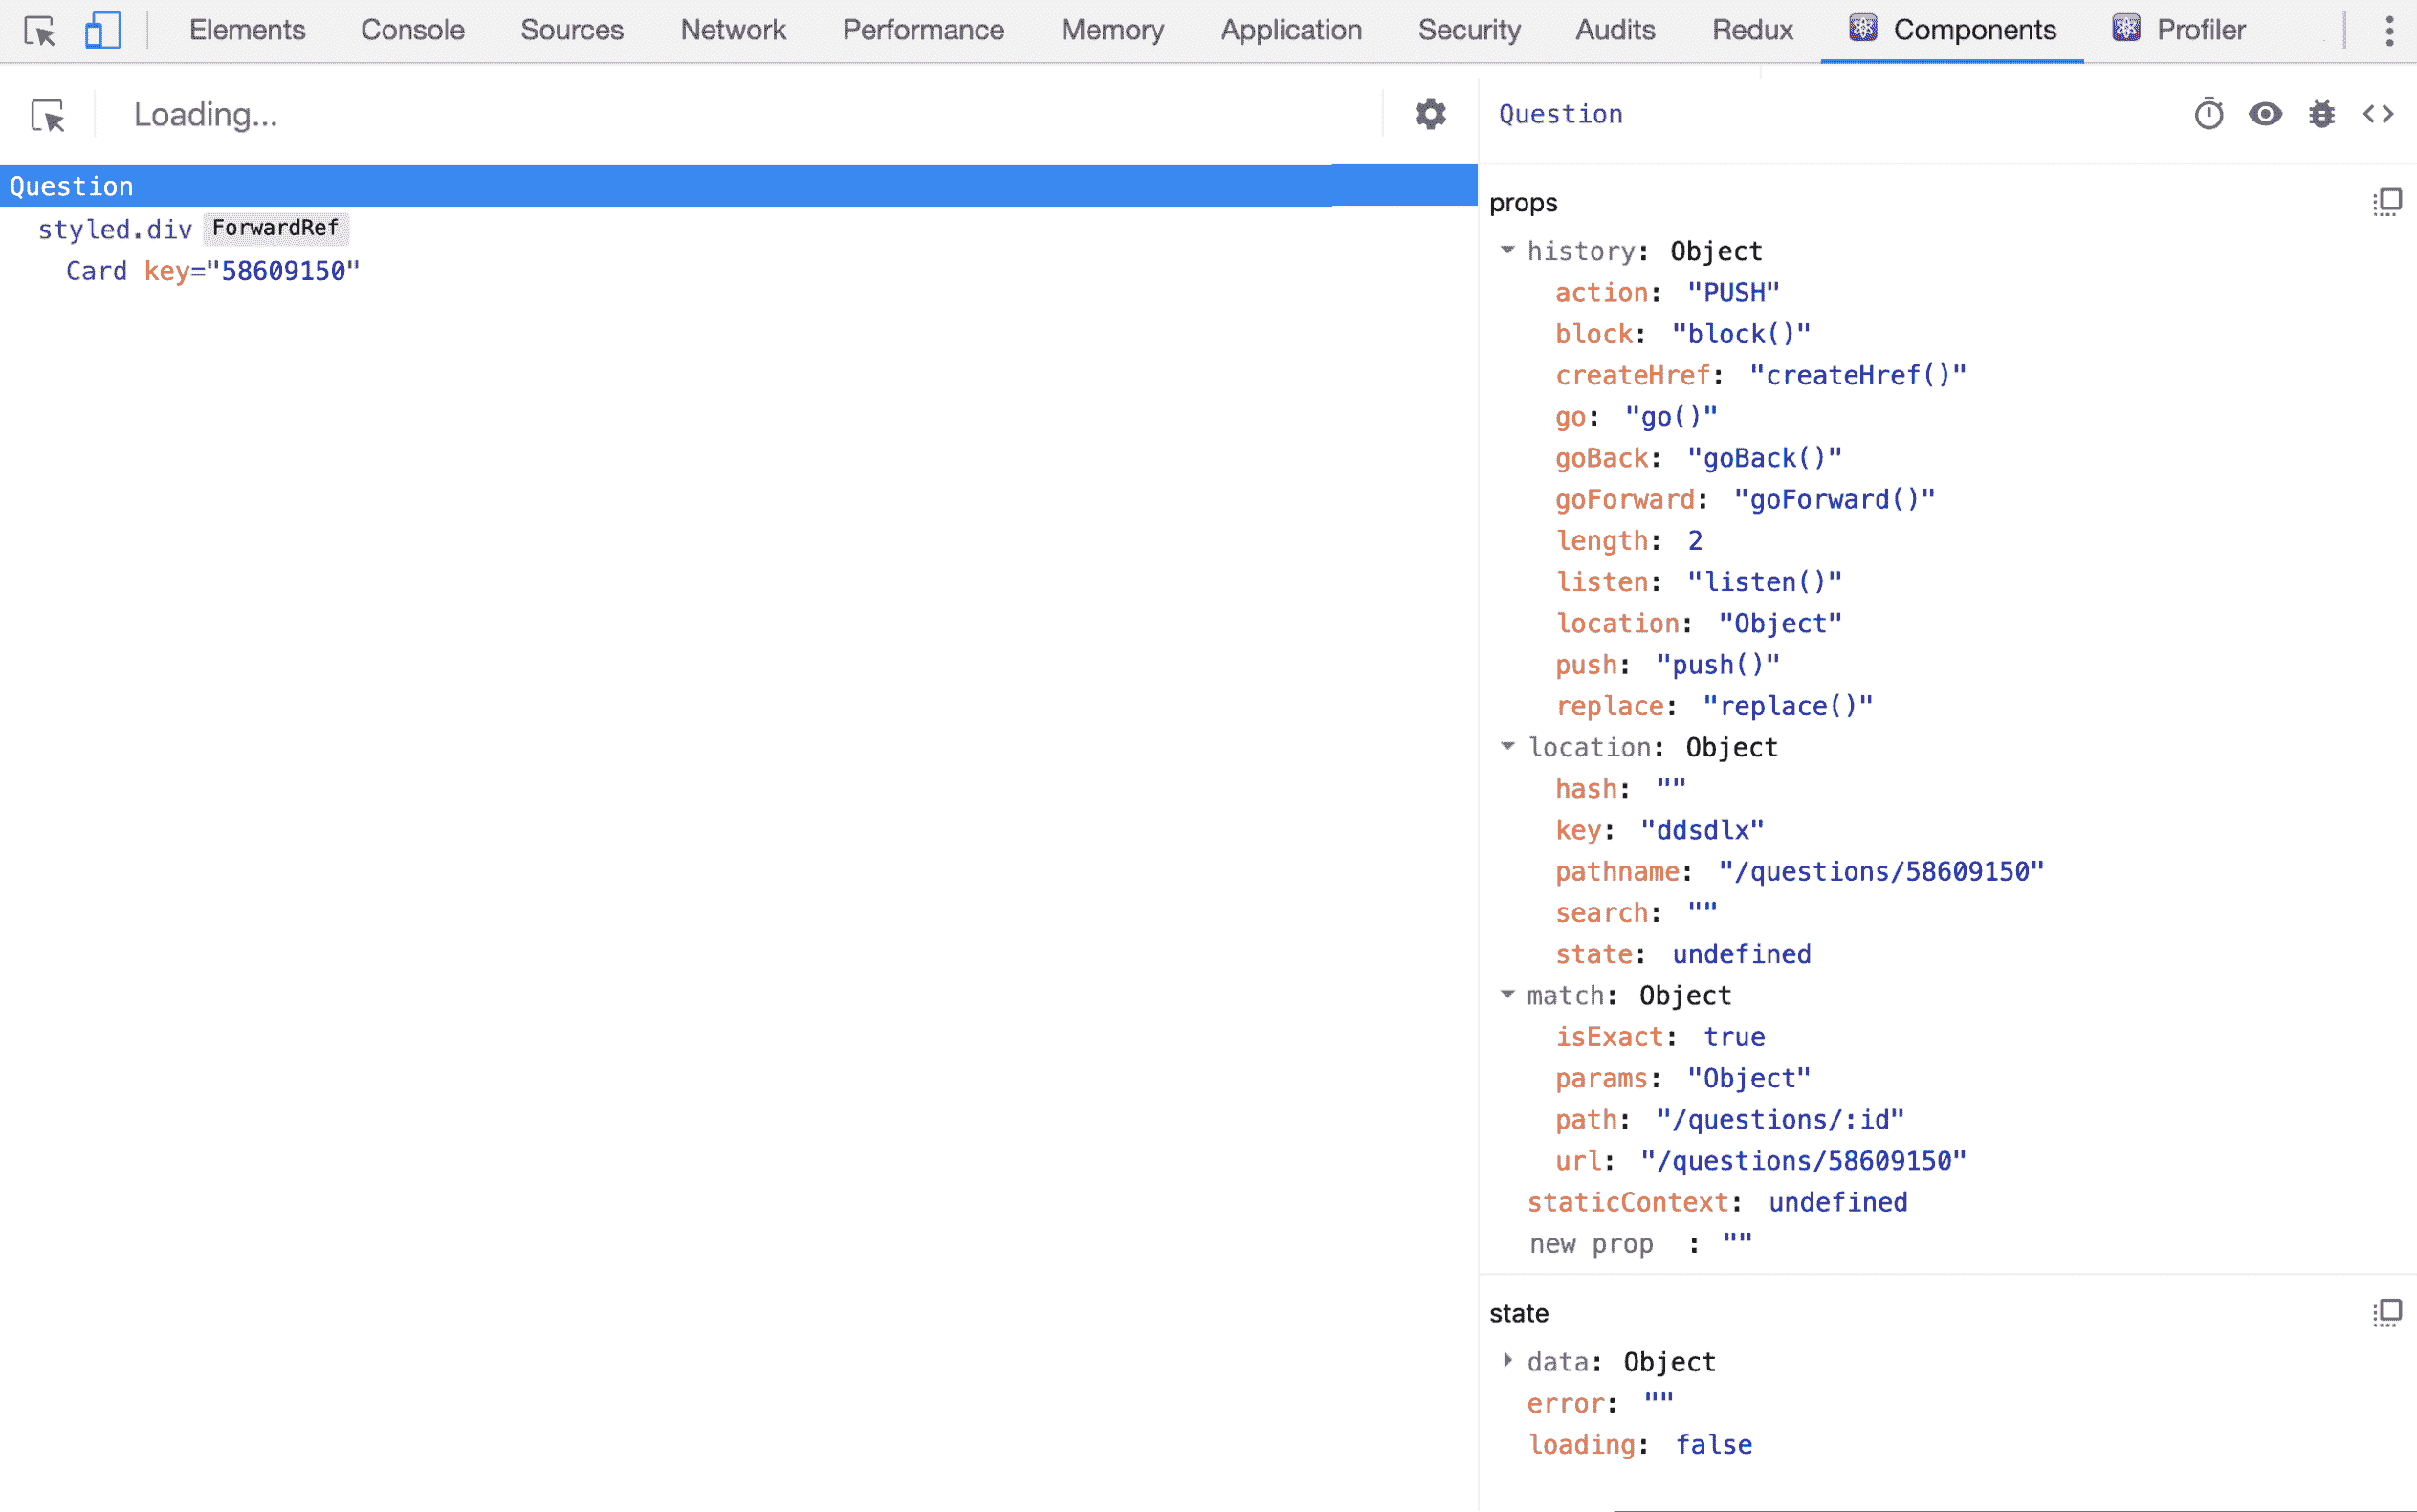 Elements Console Sources Network Performance Memory Application Security Audits Redux Components Profiler
Loading...
Question
styled.div ForwardRef
Card key="58609150"
Question
props
history: Object
action: "PUSH"
block: "block()"
createHref: "createHref()"
go: "go()"
goBack: "goBack()"
goForward: "goForward()"
length: 2
listen: "listen()"
location: "Object"
push: "push()"
replace: "replace()"
location: Object
hash: ""
key: "ddsdlx"
pathname: "/questions/58609150"
search: ""
state: undefined
match: Object
isExact: true
params: "Object"
path: "/questions/:id"
url: "/questions/58609150"
staticContext: undefined
new prop : ""
state
data: Object
error: ""
loading: false